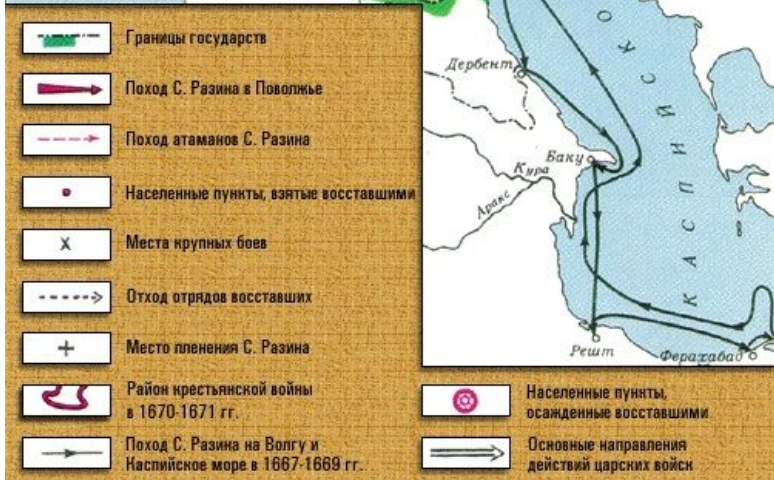 Границы государств
Поход С. Разина в Поволжье
Поход атаманов С. Разина
Населенные пункты, взятые восставшими
Места крупных боев
Отход отрядов восставших
Место пленения С. Разина
Район крестьянской войны
в 1670-1671 гг.
Поход С. Разина на Волгу и
Каспийское море в 1667-1669 гг.
Дербент
Баку
Кура
Аракс
КАСПИЙСКО
Решт
Ферахабад
Населенные пункты,
осажденные восставшими
Основные направления
действий царских войск